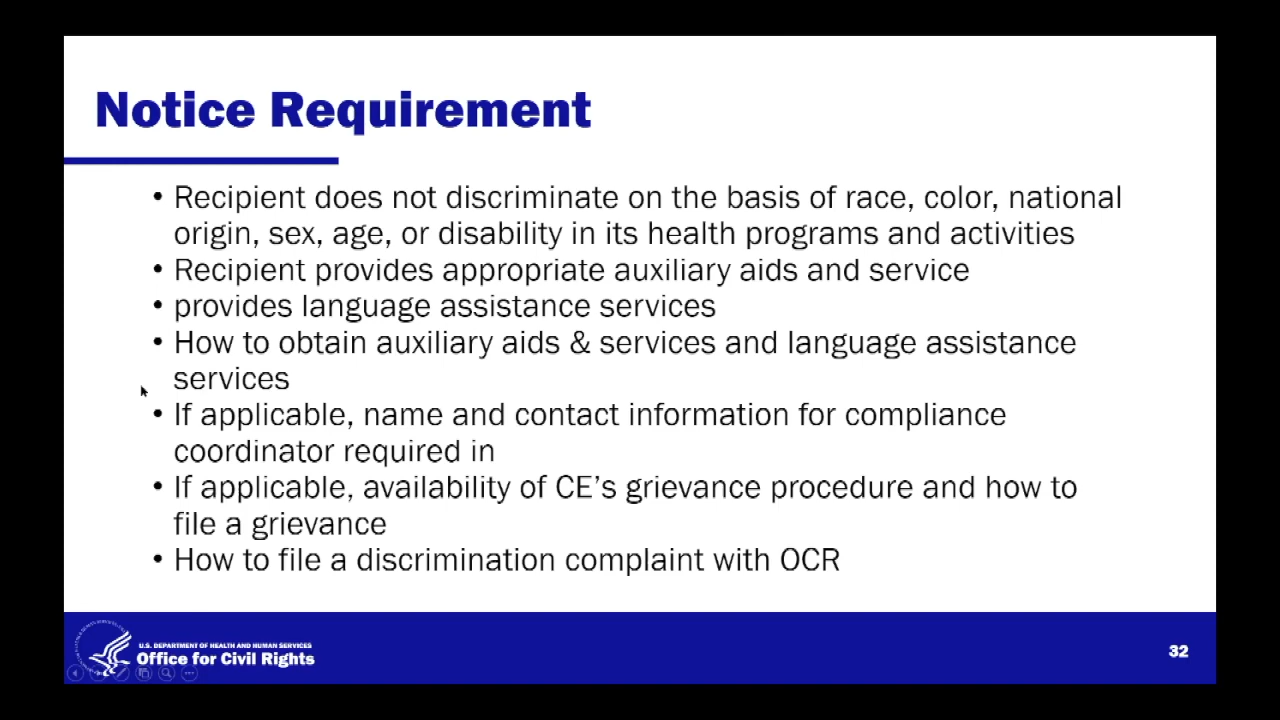 Notice Requirement
• Recipient does not discriminate on the basis of race, color, national
origin, sex, age, or disability in its health programs and activities
• Recipient provides appropriate auxiliary aids and service
• provides language assistance services
• How to obtain auxiliary aids & services and language assistance
services
• If applicable, name and contact information for compliance
coordinator required in
• If applicable, availability of CE’s grievance procedure and how to
file a grievance
• How to file a discrimination complaint with OCR
U.S. DEPARTMENT OF HEALTH AND HUMAN SERVICES
Office for Civil Rights
32